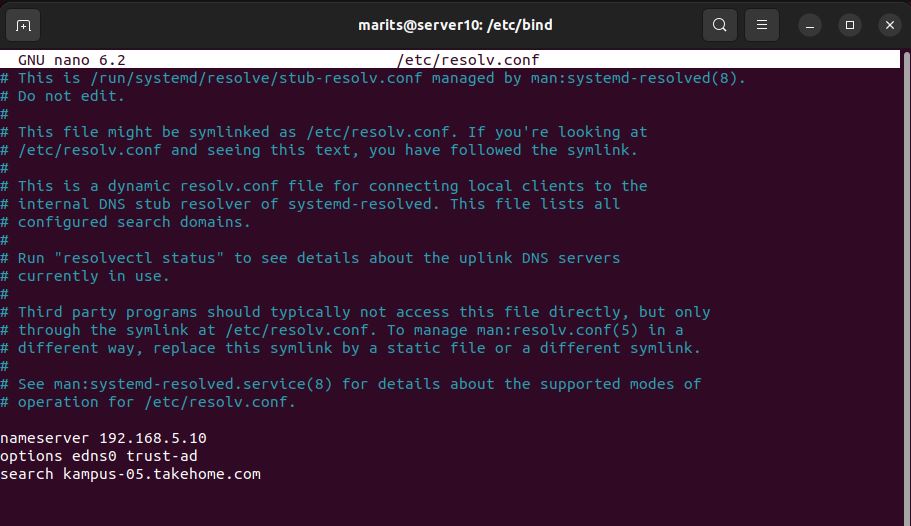 marits@server10: /etc/bind
GNU nano 6.2 /etc/resolv.conf
# This is /run/systemd/resolve/stub-resolv.conf managed by man:systemd-resolved(8).
# Do not edit.
#
# This file might be symlinked as /etc/resolv.conf. If you're looking at
# /etc/resolv.conf and seeing this text, you have followed the symlink.
#
# This is a dynamic resolv.conf file for connecting local clients to the
# internal DNS stub resolver of systemd-resolved. This file lists all
# configured search domains.
#
# Run "resolvectl status" to see details about the uplink DNS servers
# currently in use.
#
# Third party programs should typically not access this file directly, but only
# through the symlink at /etc/resolv.conf. To manage man:resolv.conf(5) in a
# different way, replace this symlink by a static file or a different symlink.
#
# See man:systemd-resolved.service(8) for details about the supported modes of
# operation for /etc/resolv.conf.
nameserver 192.168.5.10
options edns0 trust-ad
search kampus-05.takehome.com